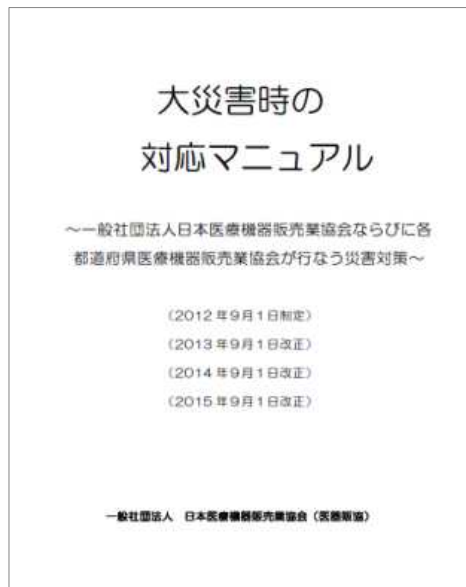 大災害時の
対応マニュアル
～一般社団法人日本医療機器販売業協会ならびに各
都道府県医療機器販売業協会が行なう災害対策～
（2012年9月1日制定）
（2013年9月1日改正）
（2014年9月1日改正）
（2015年9月1日改正）
一般社団法人　日本医療機器販売業協会（医器販協）